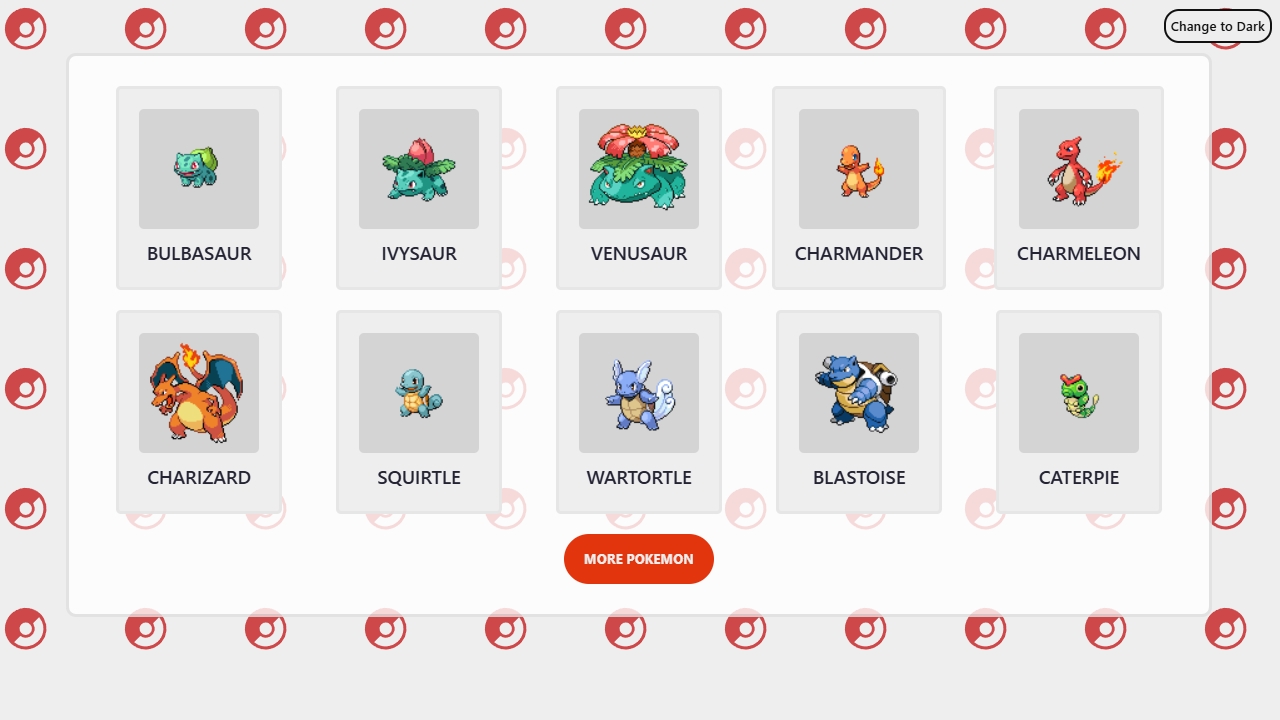 Change to Dark
BULBASAUR
IVYSAUR
VENUSAUR
CHARMANDER
CHARMELEON
CHARIZARD
SQUIRTLE
WARTORTLE
BLASTOISE
CATERPIE
MORE POKEMON